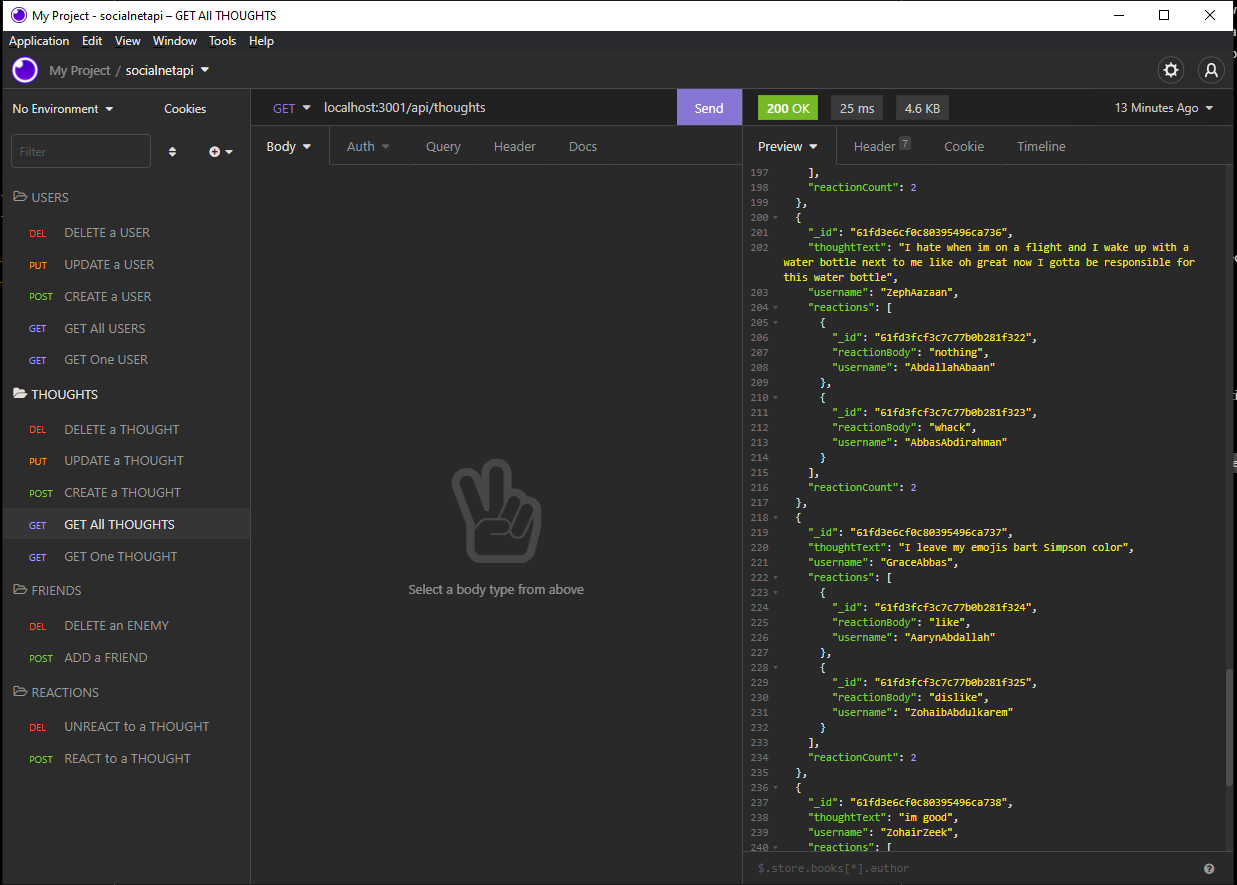 My Project - socialnetapi – GET All THOUGHTS
Application Edit View Window Tools Help
My Project / socialnetapi
No Environment
Cookies
Filter
USERS
DEL DELETE a USER
PUT UPDATE a USER
POST CREATE a USER
GET GET All USERS
GET GET One USER
THOUGHTS
DEL DELETE a THOUGHT
PUT UPDATE a THOUGHT
POST CREATE a THOUGHT
GET GET All THOUGHTS
GET GET One THOUGHT
FRIENDS
DEL DELETE an ENEMY
POST ADD a FRIEND
REACTIONS
DEL UNREACT to a THOUGHT
POST REACT to a THOUGHT
GET localhost:3001/api/thoughts Send
Body Auth Query Header Docs
Select a body type from above
200 OK 25 ms 4.6 KB 13 Minutes Ago
Preview Header 7 Cookie Timeline
197 ],
198 "reactionCount": 2
199 },
200 {
201 "_id": "61fd3e6cf0c80395496ca736",
202 "thoughtText": "I hate when im on a flight and I wake up with a
water bottle next to me like oh great now I gotta be responsible for
this water bottle",
203 "username": "ZephAazaan",
204 "reactions": [
205 {
206 "_id": "61fd3fcf3c7c77b0b281f322",
207 "reactionBody": "nothing",
208 "username": "AbdallahAbaan"
209 },
210 {
211 "_id": "61fd3fcf3c7c77b0b281f323",
212 "reactionBody": "whack",
213 "username": "AbbasAbdirahman"
214 }
215 ],
216 "reactionCount": 2
217 },
218 {
219 "_id": "61fd3e6cf0c80395496ca737",
220 "thoughtText": "I leave my emojis bart Simpson color",
221 "username": "GraceAbbas",
222 "reactions": [
223 {
224 "_id": "61fd3fcf3c7c77b0b281f324",
225 "reactionBody": "like",
226 "username": "AarynAbdallah"
227 },
228 {
229 "_id": "61fd3fcf3c7c77b0b281f325",
230 "reactionBody": "dislike",
231 "username": "ZohaibAbdulkarem"
232 }
233 ],
234 "reactionCount": 2
235 },
236 {
237 "_id": "61fd3e6cf0c80395496ca738",
238 "thoughtText": "im good",
239 "username": "ZohairZeek",
240 "reactions": [
$.store.books[*].author